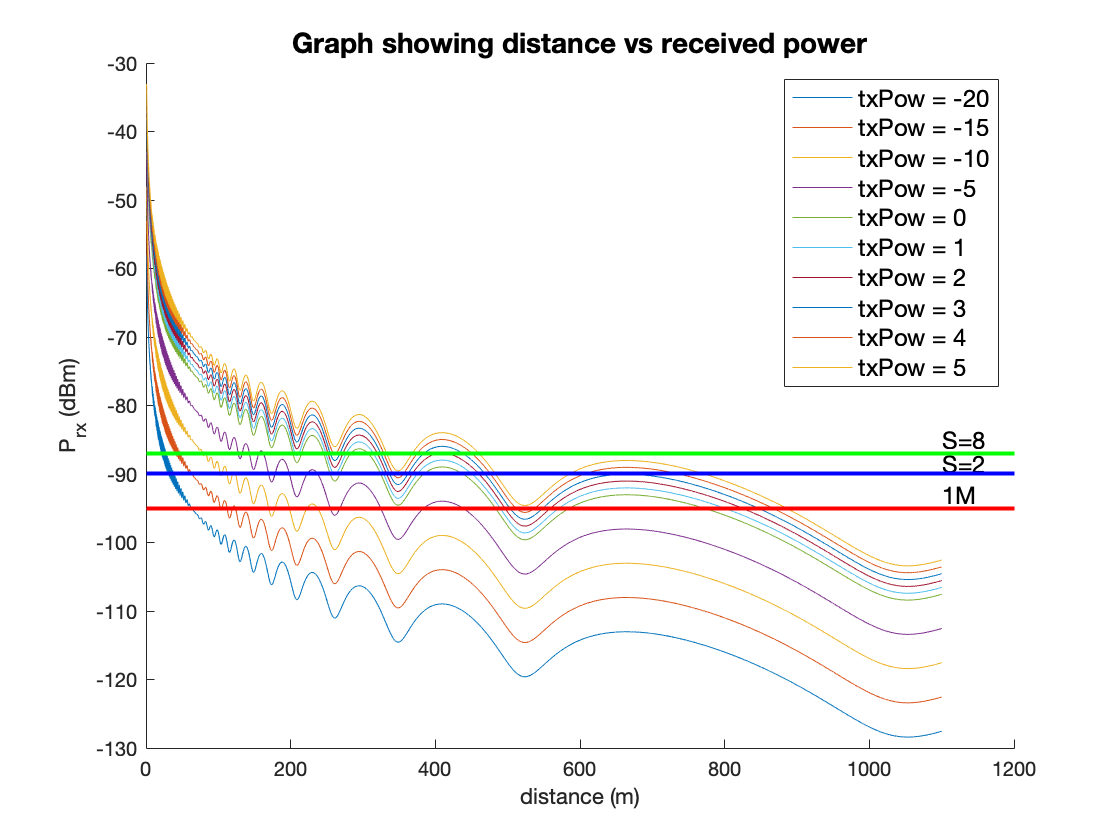 Graph showing distance vs received power
-30
-40
-50
-60
-70
-80
-90
-100
-110
-120
-130
P_rx (dBm)
txPow = -20
txPow = -15
txPow = -10
txPow = -5
txPow = 0
txPow = 1
txPow = 2
txPow = 3
txPow = 4
txPow = 5
S=8
S=2
1M
0 200 400 600 800 1000 1200
distance (m)